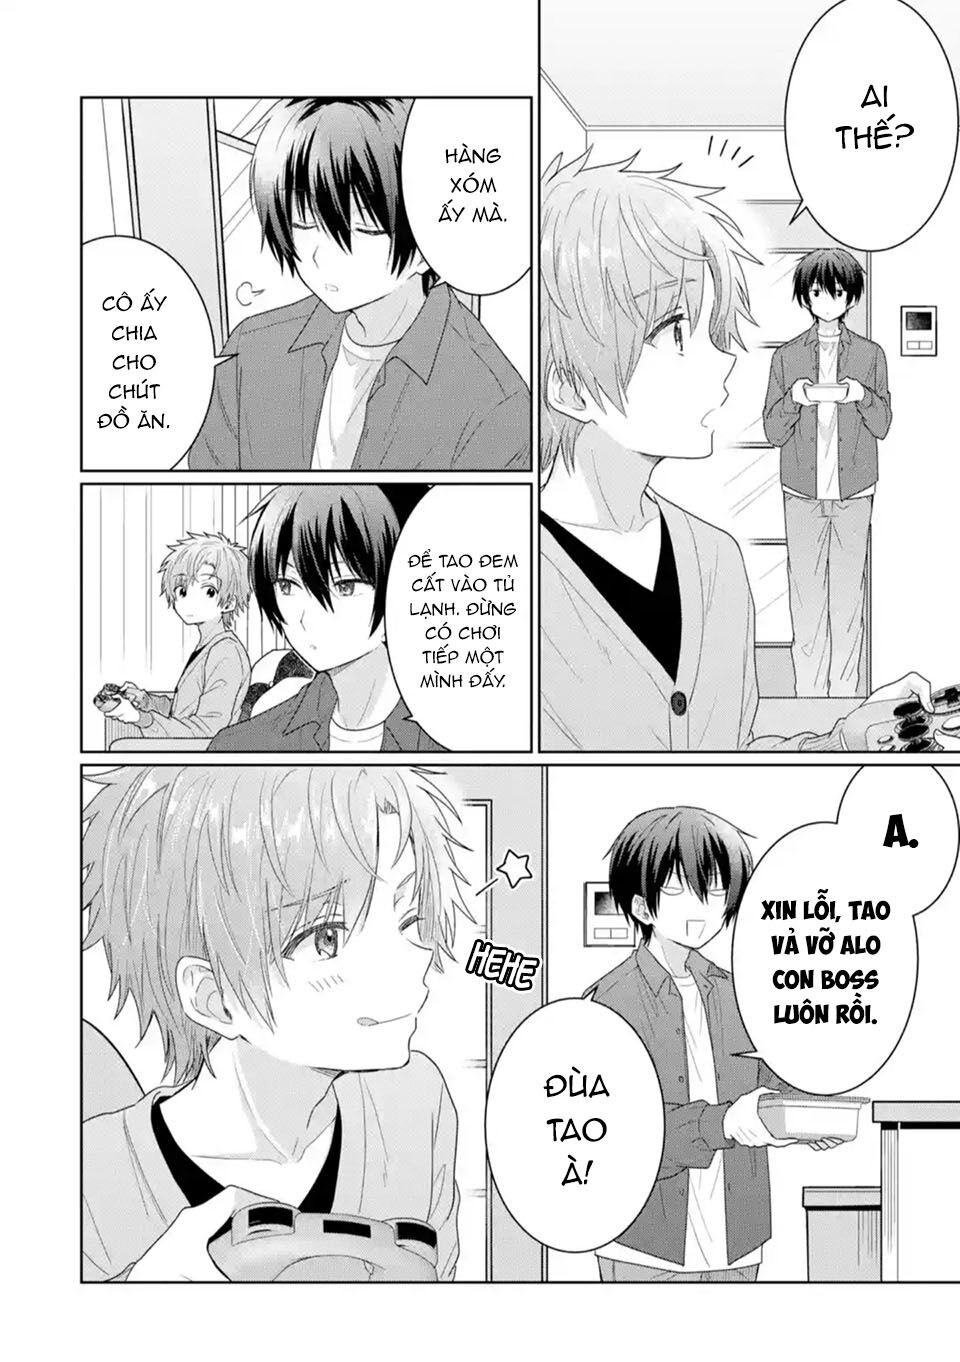 AI
THẾ?
HÀNG
XÓM
ẤY MÀ.
CÔ ẤY
CHIA
CHO
CHÚT
ĐỒ ĂN.
ĐỂ TAO ĐEM
CẤT VÀO TỦ
LẠNH. ĐỪNG
CÓ CHƠI
TIẾP MỘT
MÌNH ĐẤY.
A.
XIN LỖI, TAO
VẢ VỠ ALO
CON BOSS
LUÔN RỒI.
HEHE
ĐÙA
TAO
À!